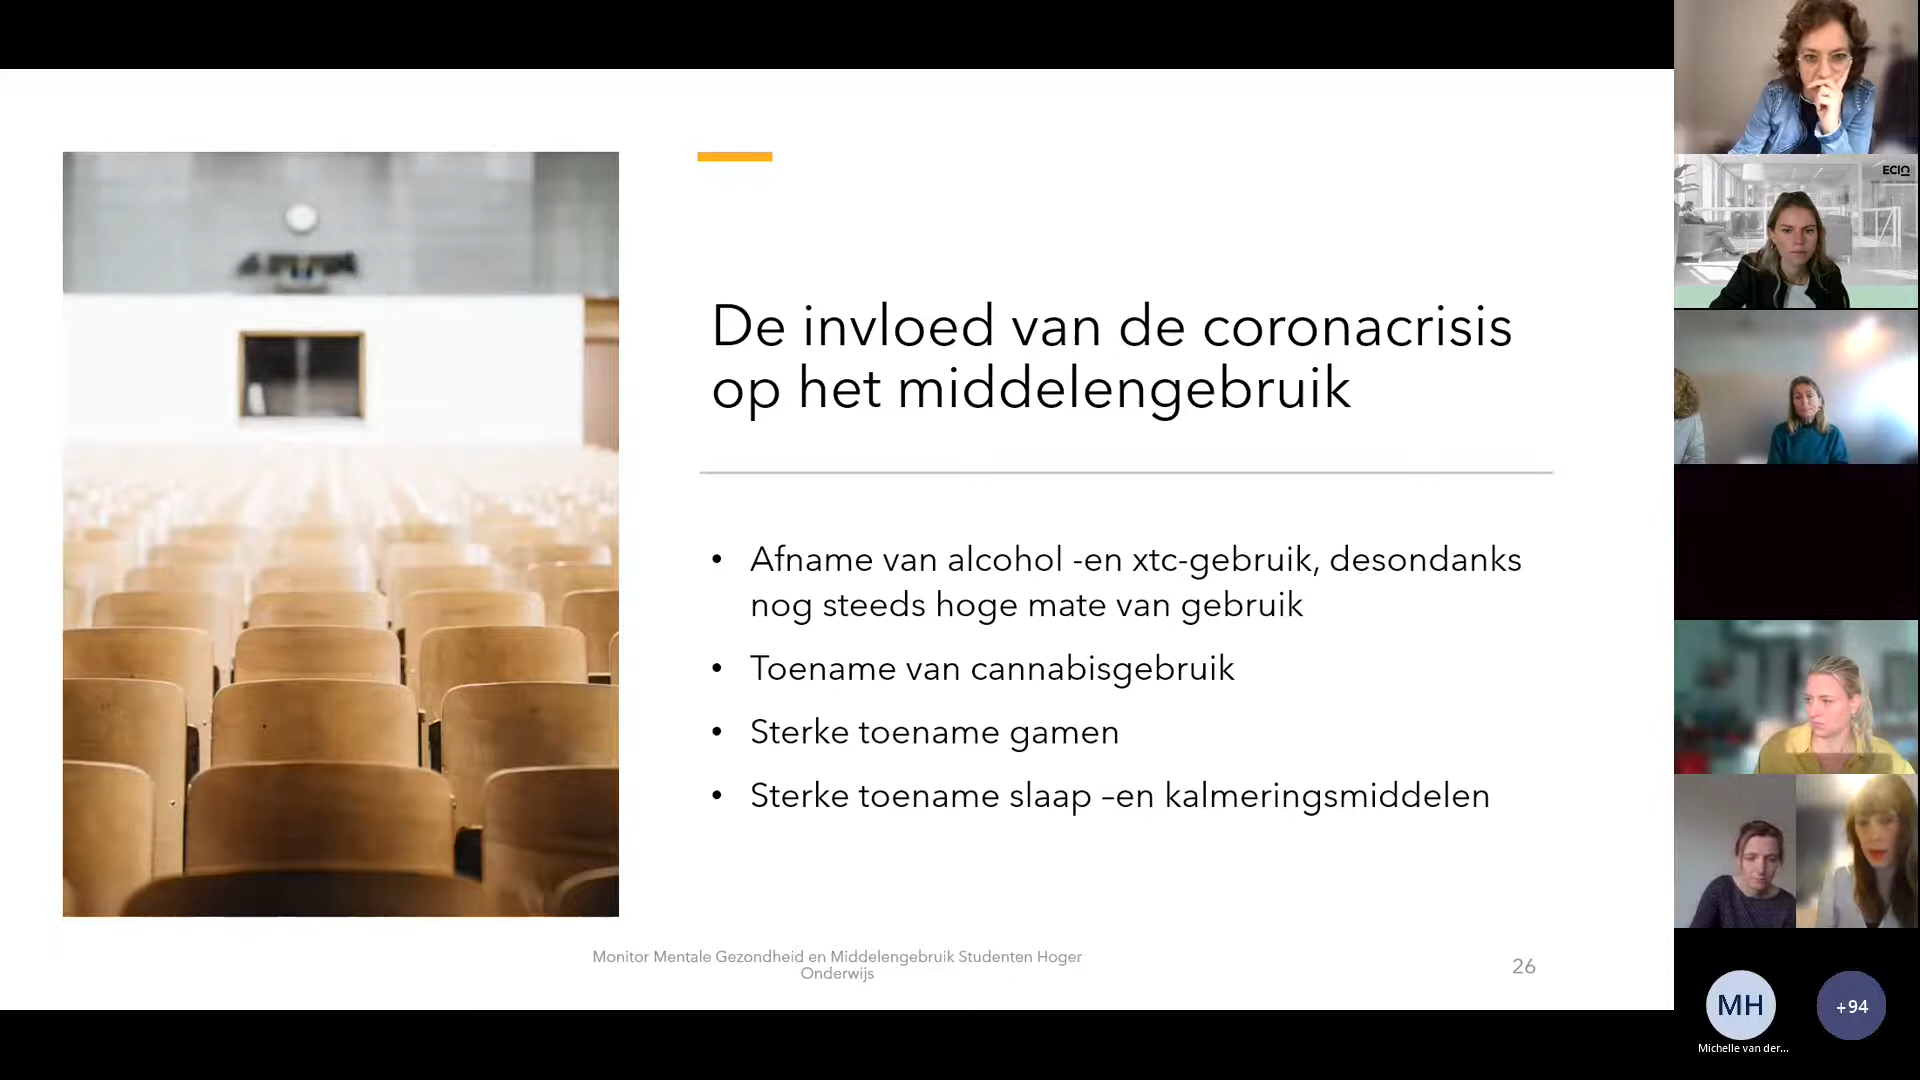 De invloed van de coronacrisis
op het middelengebruik
• Afname van alcohol -en xtc-gebruik, desondanks
nog steeds hoge mate van gebruik
• Toename van cannabisgebruik
• Sterke toename gamen
• Sterke toename slaap –en kalmeringsmiddelen
Monitor Mentale Gezondheid en Middelengebruik Studenten Hoger
Onderwijs
26
ECIO
MH
+94
Michelle van der...